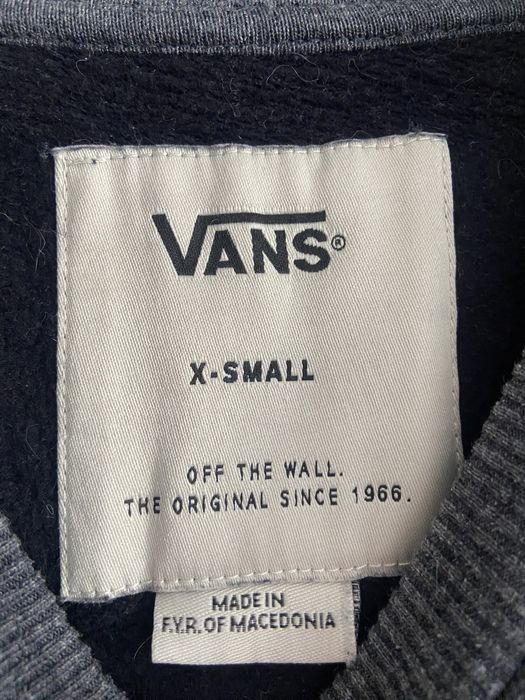 VANS®
X-SMALL
OFF THE WALL.
THE ORIGINAL SINCE 1966.
MADE IN
F.Y.R. OF MACEDONIA